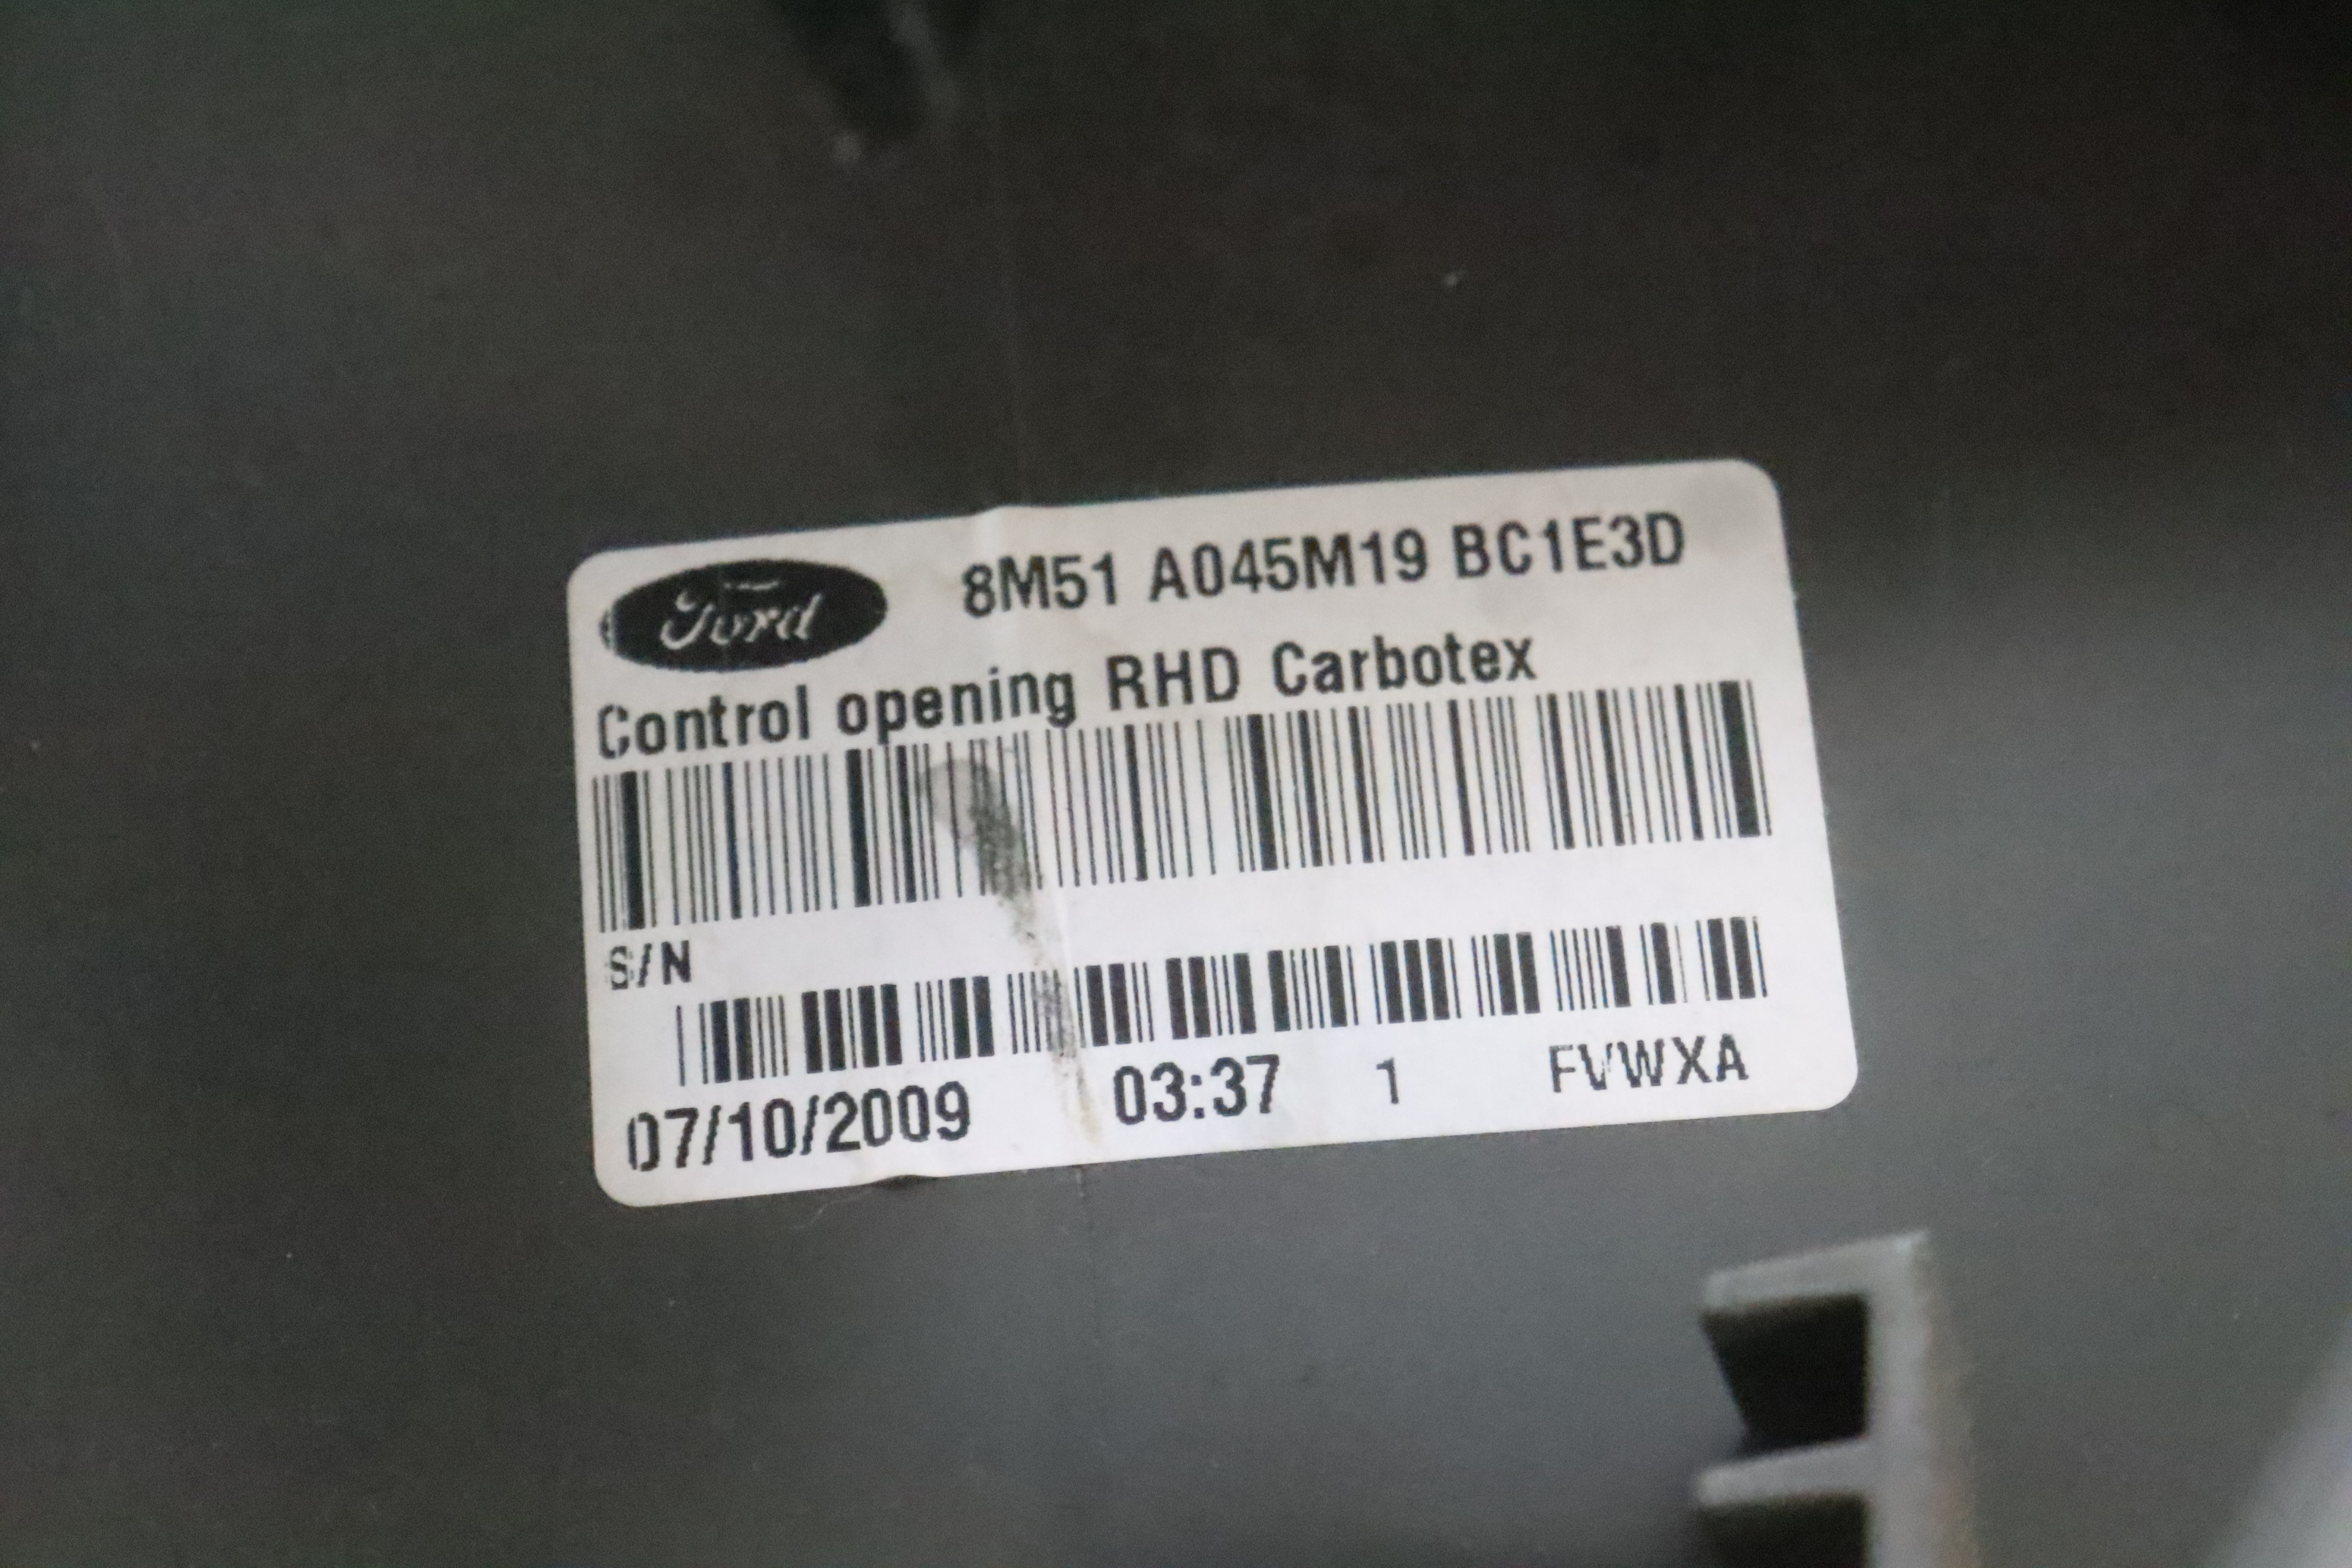 Ford 8M51 A045M19 BC1E3D
Control opening RHD Carbotex
S/N
07/10/2009 03:37 1 FVWXA